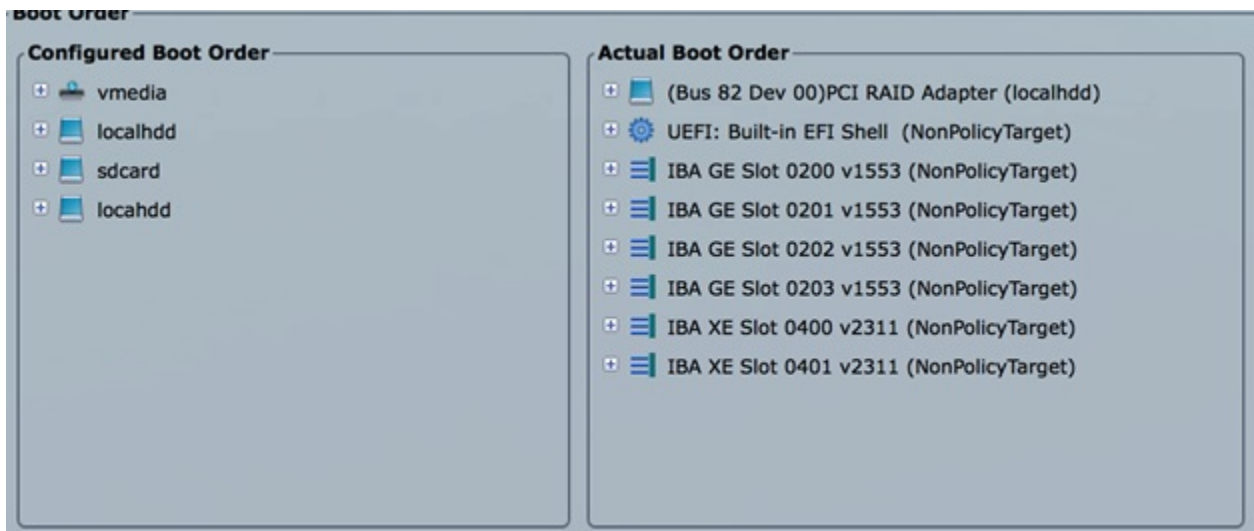 Boot Order
Configured Boot Order
vmedia
localhdd
sdcard
locahdd
Actual Boot Order
(Bus 82 Dev 00)PCI RAID Adapter (localhdd)
UEFI: Built-in EFI Shell (NonPolicyTarget)
IBA GE Slot 0200 v1553 (NonPolicyTarget)
IBA GE Slot 0201 v1553 (NonPolicyTarget)
IBA GE Slot 0202 v1553 (NonPolicyTarget)
IBA GE Slot 0203 v1553 (NonPolicyTarget)
IBA XE Slot 0400 v2311 (NonPolicyTarget)
IBA XE Slot 0401 v2311 (NonPolicyTarget)